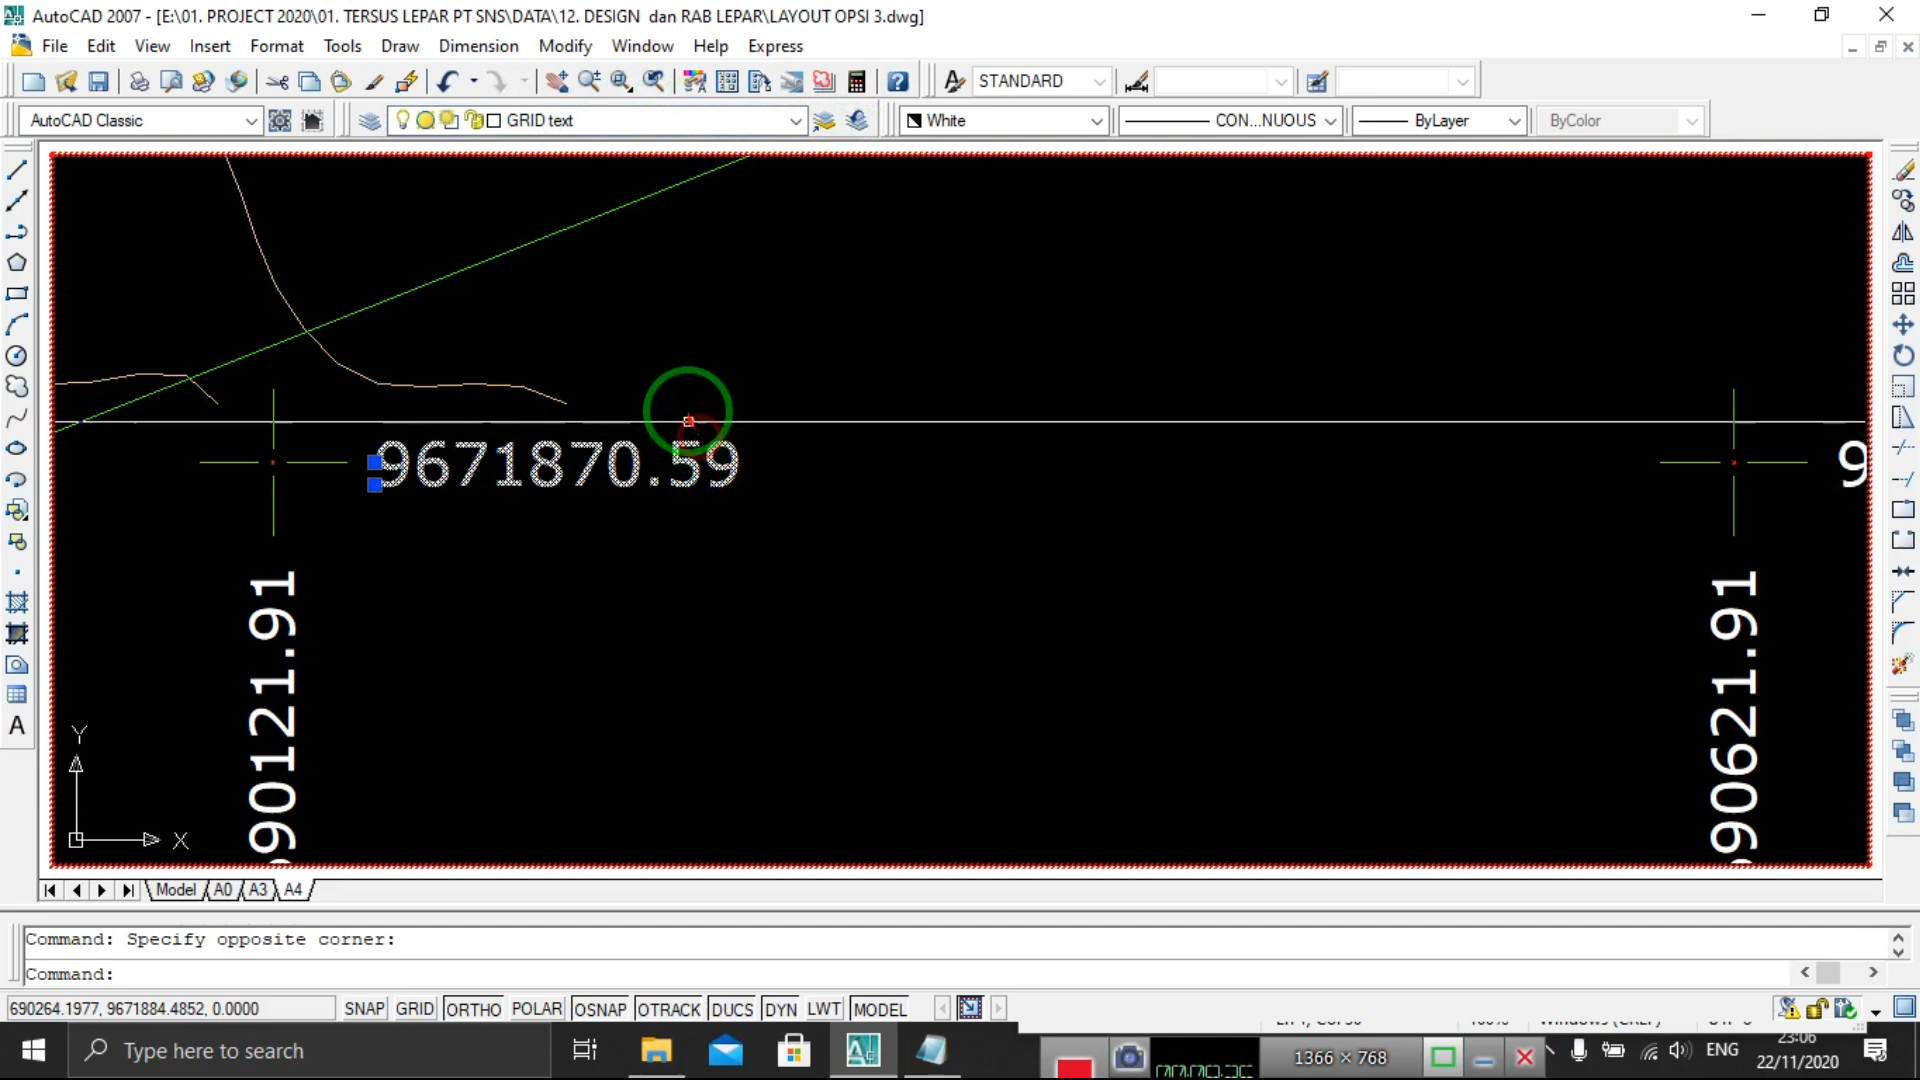 AutoCAD 2007 - [E:\01. PROJECT 2020\01. TERSUS LEPAR PT SNS\DATA\12. DESIGN  dan RAB LEPAR\LAYOUT OPSI 3.dwg]
File Edit View Insert Format Tools Draw Dimension Modify Window Help Express
STANDARD
AutoCAD Classic GRID text White CON...NUOUS ByLayer ByColor
9671870.59
9
90121.91
90621.91
Y
X
Model A0 A3 A4
Command: Specify opposite corner:
Command:
690264.1977, 9671884.4852, 0.0000 SNAP GRID ORTHO POLAR OSNAP OTRACK DUCS DYN LWT MODEL
Type here to search 1366 × 768 ENG 23:06
22/11/2020